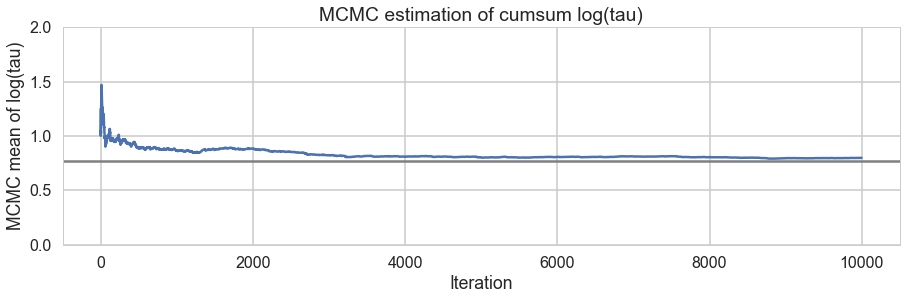 MCMC estimation of cumsum log(tau)
MCMC mean of log(tau)
2.0
1.5
1.0
0.5
0.0
0 2000 4000 6000 8000 10000
Iteration